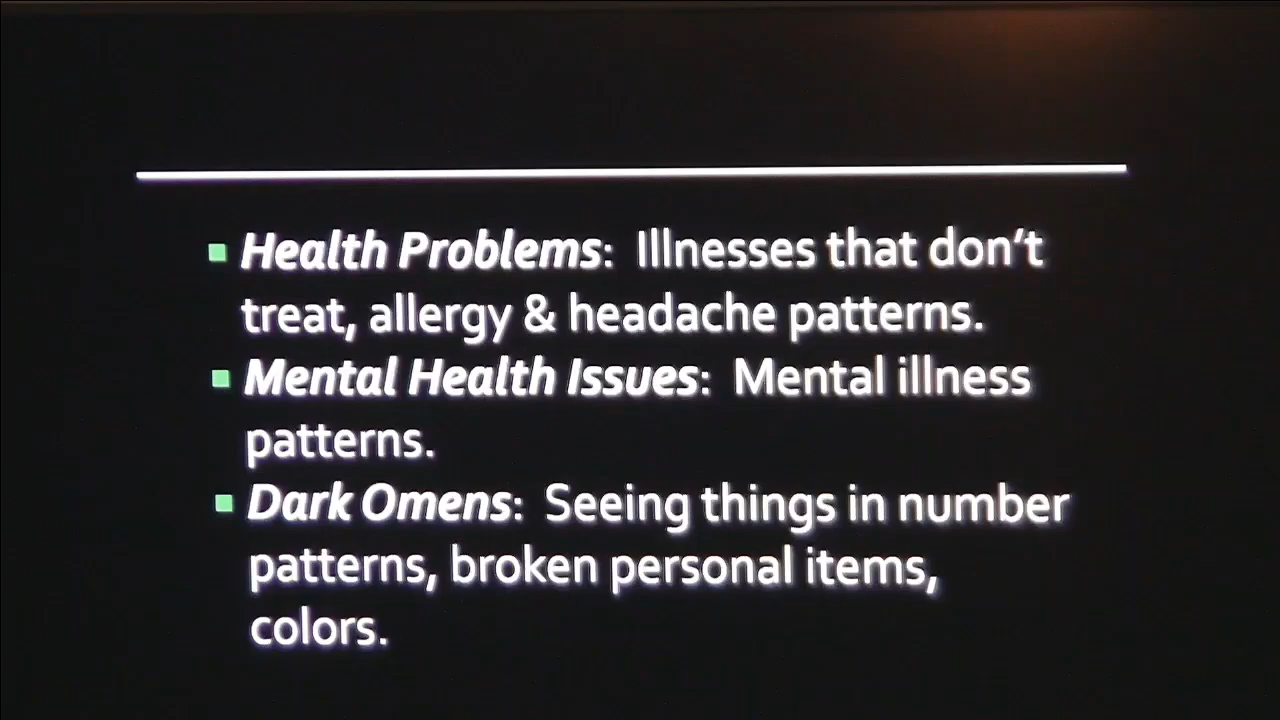 Health Problems: Illnesses that don't
treat, allergy & headache patterns.
Mental Health Issues: Mental illness
patterns.
Dark Omens: Seeing things in number
patterns, broken personal items,
colors.